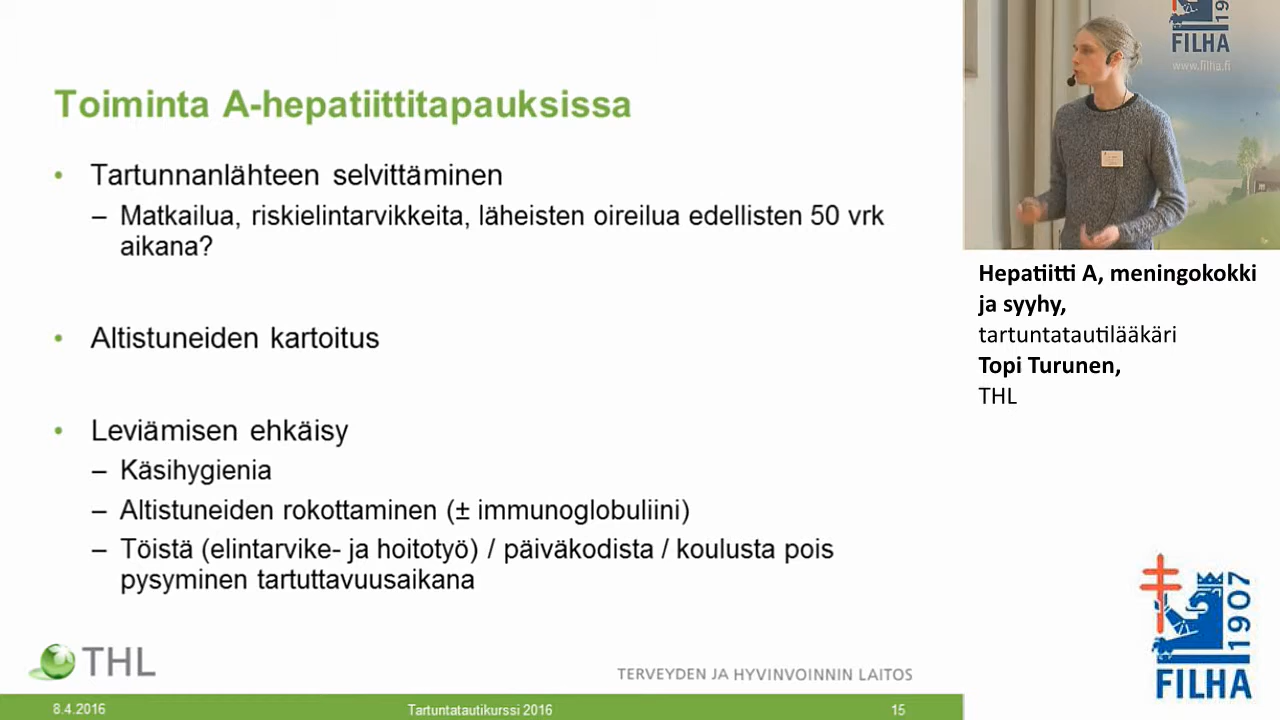 Toiminta A-hepatiittitapauksissa
• Tartunnanlähteen selvittäminen
– Matkailua, riskielintarvikkeita, läheisten oireilua edellisten 50 vrk
aikana?
• Altistuneiden kartoitus
• Leviämisen ehkäisy
– Käsihygienia
– Altistuneiden rokottaminen (± immunoglobuliini)
– Töistä (elintarvike- ja hoitotyö) / päiväkodista / koulusta pois
pysyminen tartuttavuusaikana
THL
TERVEYDEN JA HYVINVOINNIN LAITOS
8.4.2016
Tartuntatautikurssi 2016
15
FILHA
www.filha.fi
Hepatiitti A, meningokokki
ja syyhy,
tartuntatautilääkäri
Topi Turunen,
THL
1907
FILHA